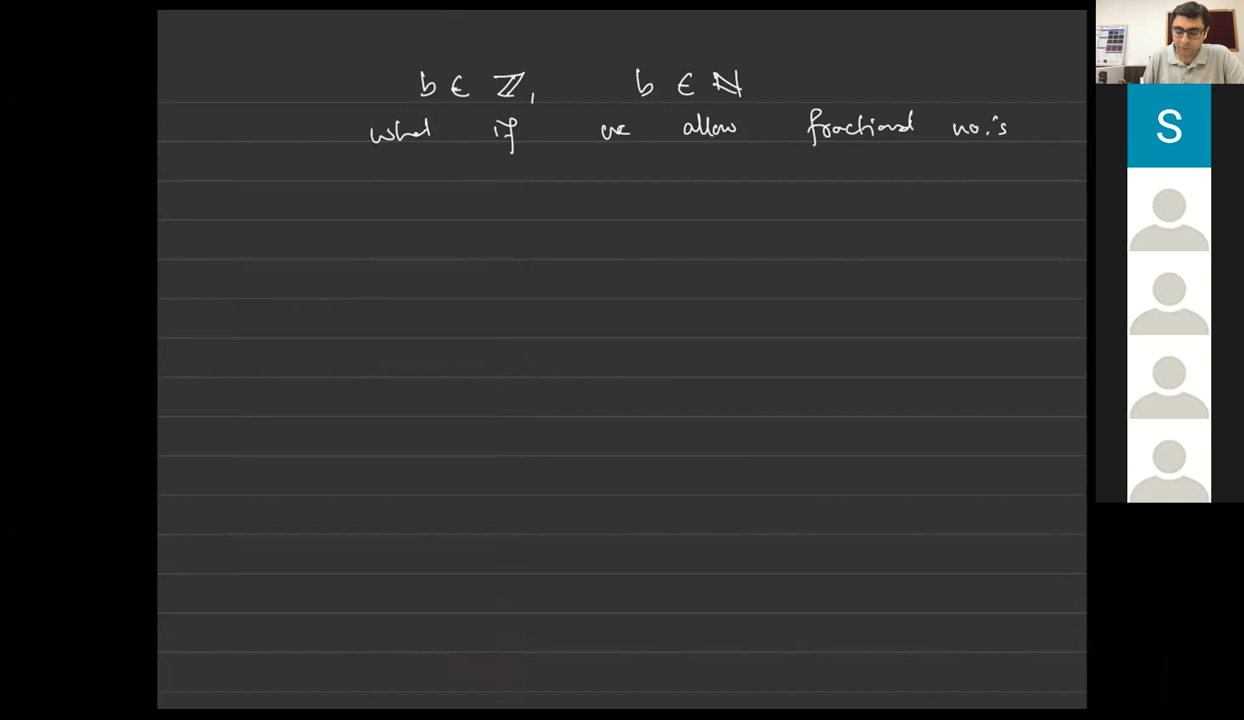 b ∈ ℤ, b ∈ ℕ
what if we allow fractional no.'s
S